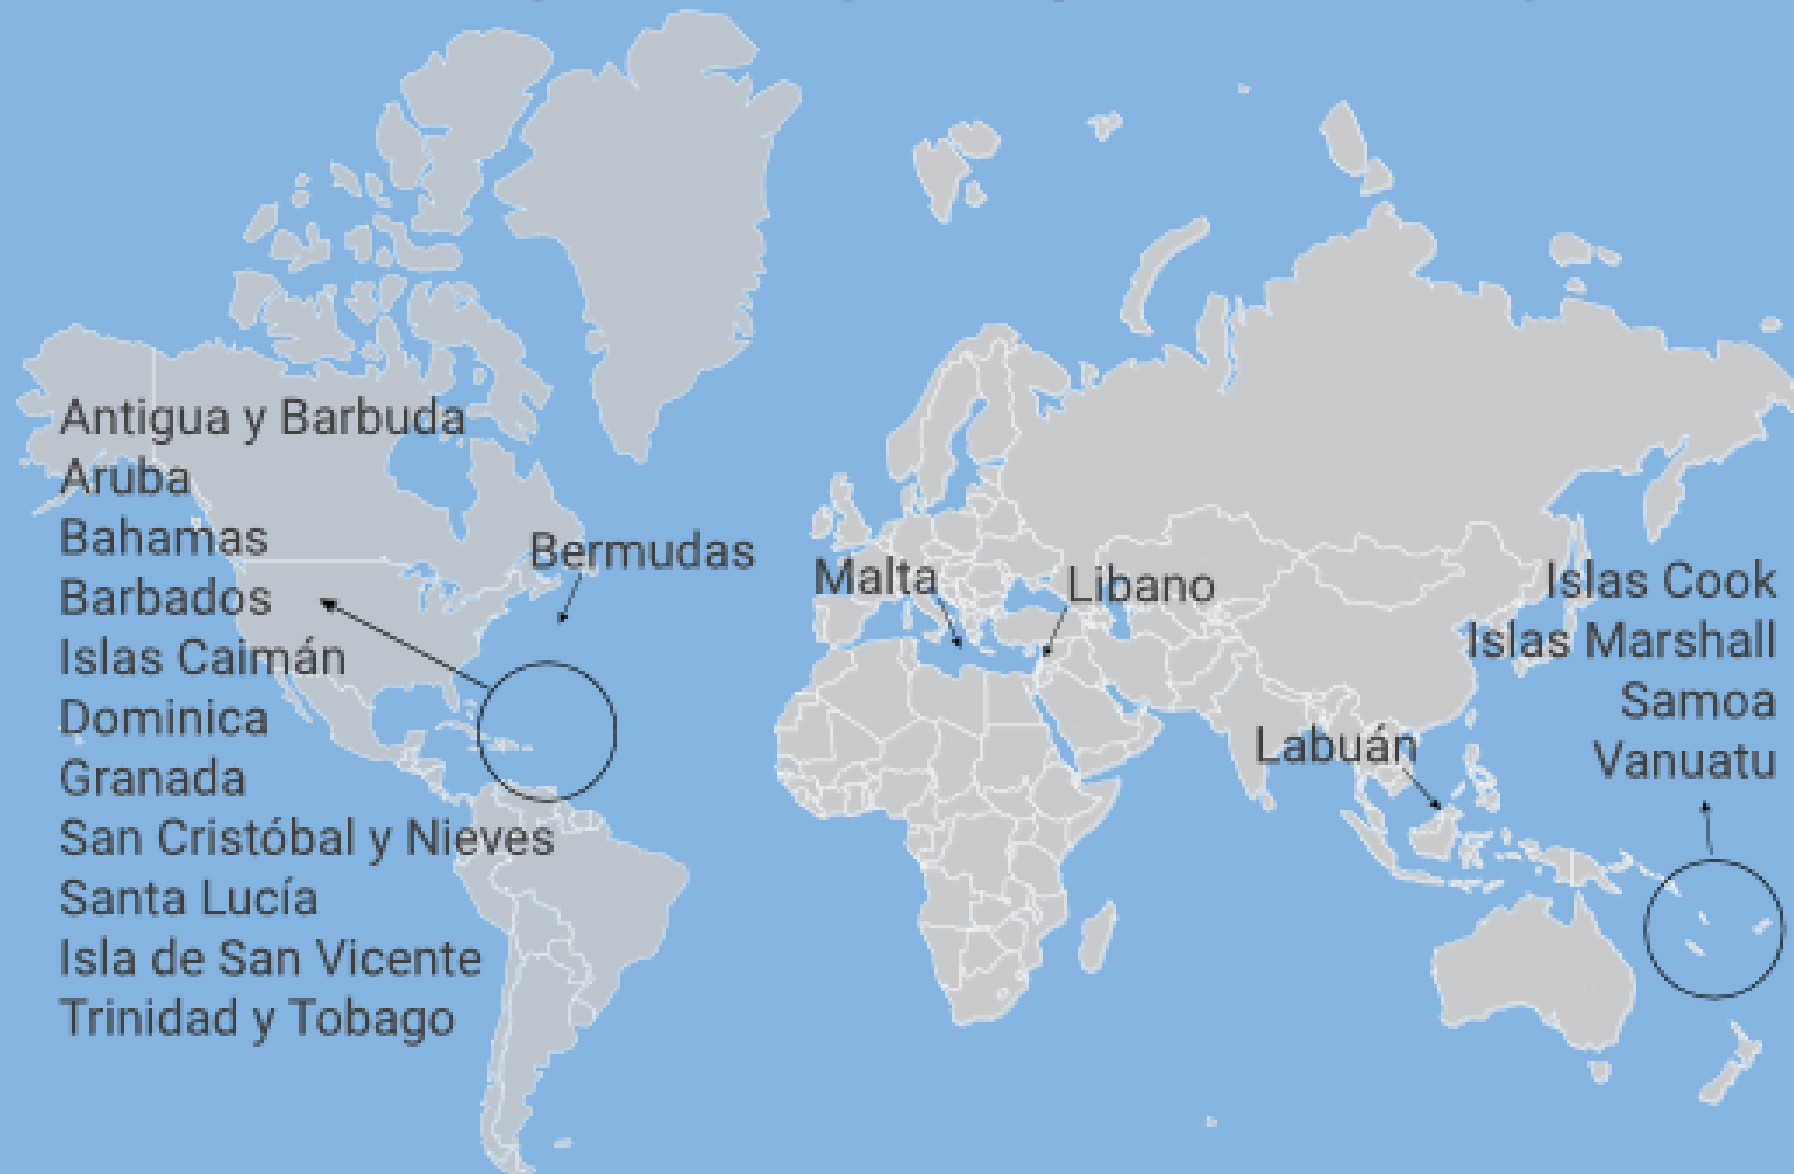 Antigua y Barbuda
Aruba
Bahamas
Barbados
Islas Caimán
Dominica
Granada
San Cristóbal y Nieves
Santa Lucía
Isla de San Vicente
Trinidad y Tobago
Bermudas
Malta
Libano
Labuán
Islas Cook
Islas Marshall
Samoa
Vanuatu